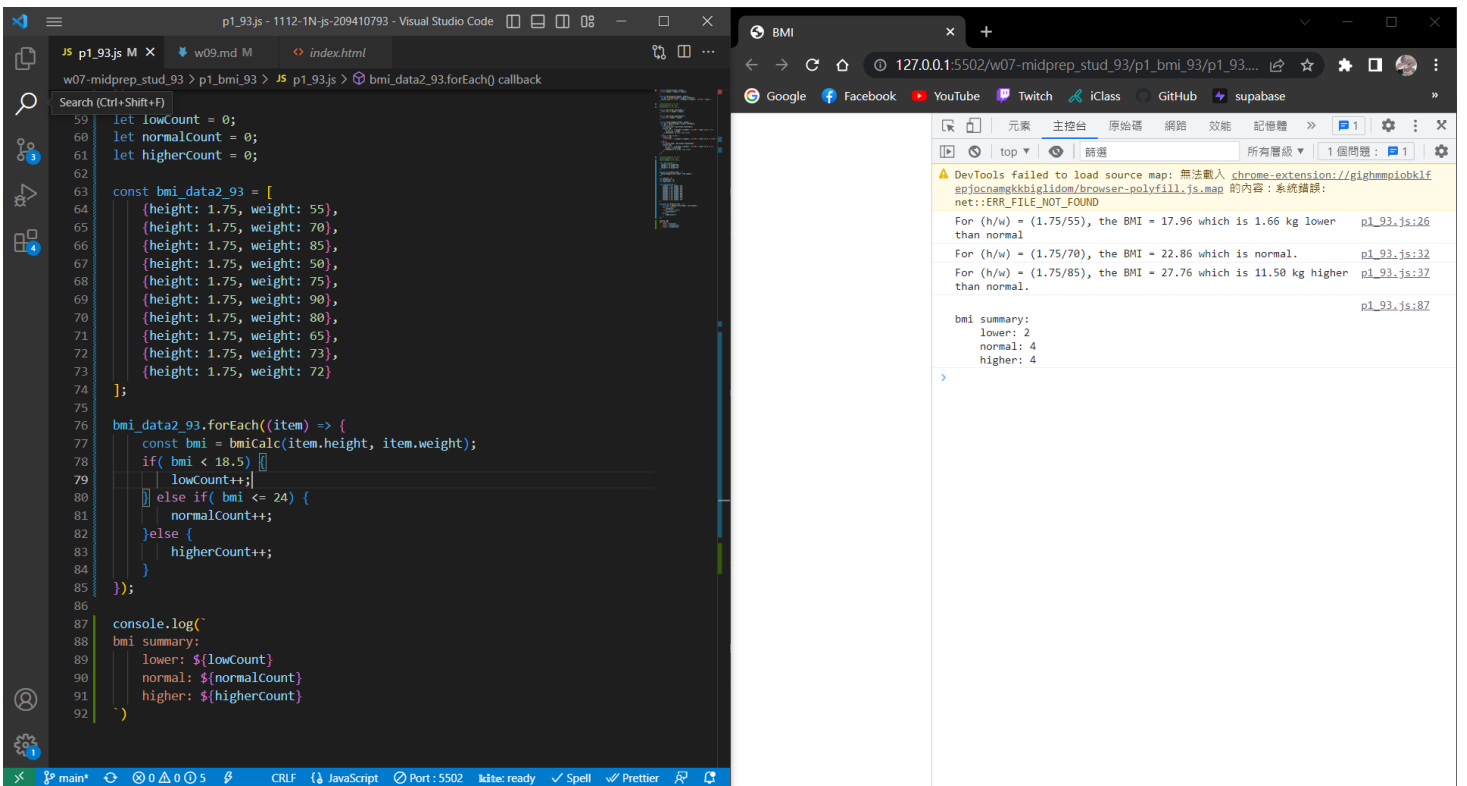 p1_93.js - 1112-1N-js-209410793 - Visual Studio Code
JS p1_93.js M
w09.md M
index.html
w07-midprep_stud_93 > p1_bmi_93 > JS p1_93.js > bmi_data2_93.forEach() callback
Search (Ctrl+Shift+F)
59 let lowCount = 0;
60 let normalCount = 0;
61 let higherCount = 0;
62
63 const bmi_data2_93 = [
64 {height: 1.75, weight: 55},
65 {height: 1.75, weight: 70},
66 {height: 1.75, weight: 85},
67 {height: 1.75, weight: 50},
68 {height: 1.75, weight: 75},
69 {height: 1.75, weight: 90},
70 {height: 1.75, weight: 80},
71 {height: 1.75, weight: 65},
72 {height: 1.75, weight: 73},
73 {height: 1.75, weight: 72}
74 ];
75
76 bmi_data2_93.forEach((item) => {
77 const bmi = bmiCalc(item.height, item.weight);
78 if( bmi < 18.5) {
79 lowCount++;
80 } else if( bmi <= 24) {
81 normalCount++;
82 }else {
83 higherCount++;
84 }
85 });
86
87 console.log(`
88 bmi summary:
89 lower: ${lowCount}
90 normal: ${normalCount}
91 higher: ${higherCount}
92 `)
3
4
1
main* 0 0 5 CRLF JavaScript Port : 5502 kite: ready Spell Prettier
BMI
127.0.0.1:5502/w07-midprep_stud_93/p1_bmi_93/p1_93....
Google Facebook YouTube Twitch iClass GitHub supabase »
元素 主控台 原始碼 網路 效能 記憶體 » 1
top ▼ 篩選 所有層級 ▼ 1 個問題： 1
DevTools failed to load source map: 無法載入 chrome-extension://gighmmpiobklf
epjocnamgkkbiglidom/browser-polyfill.js.map 的內容：系統錯誤:
net::ERR_FILE_NOT_FOUND
For (h/w) = (1.75/55), the BMI = 17.96 which is 1.66 kg lower p1_93.js:26
than normal
For (h/w) = (1.75/70), the BMI = 22.86 which is normal. p1_93.js:32
For (h/w) = (1.75/85), the BMI = 27.76 which is 11.50 kg higher p1_93.js:37
than normal.
p1_93.js:87
bmi summary:
lower: 2
normal: 4
higher: 4